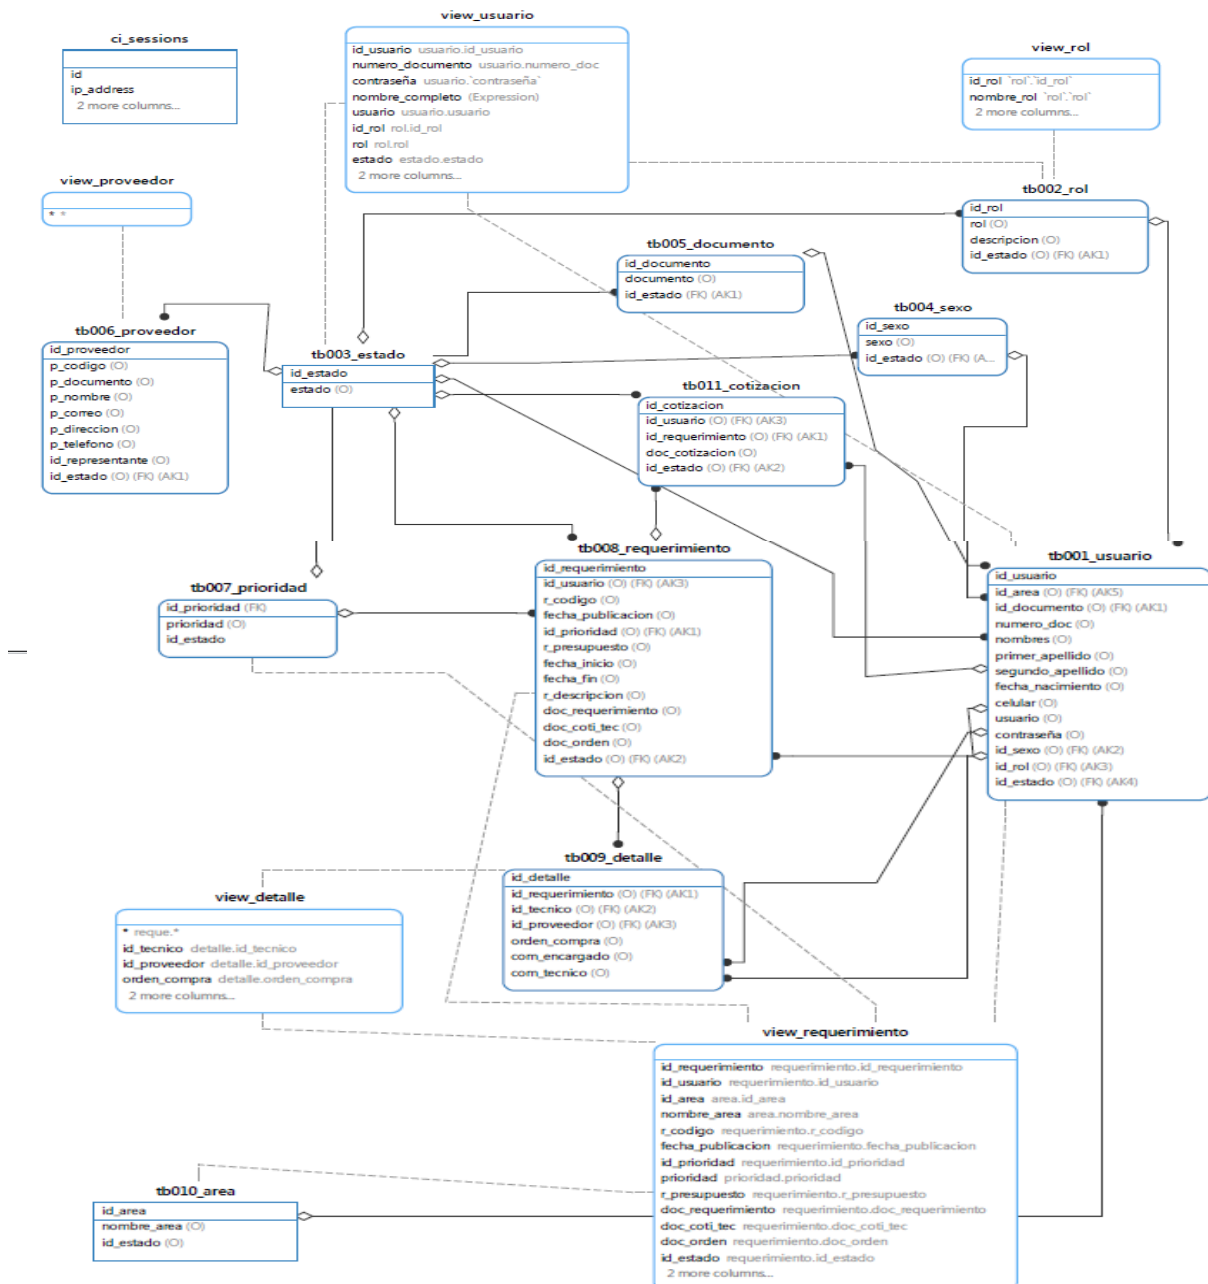 view_usuario
id_usuario usuario.id_usuario
numero_documento usuario.numero_doc
contraseña usuario.`contraseña`
nombre_completo (Expression)
usuario usuario.usuario
id_rol rol.id_rol
rol rol.rol
estado estado.estado
2 more columns...
ci_sessions
id
ip_address
2 more columns...
view_rol
id_rol `rol`.`id_rol`
nombre_rol `rol`.`rol`
2 more columns...
view_proveedor
* *
tb002_rol
id_rol
rol (O)
descripcion (O)
id_estado (O) (FK) (AK1)
tb005_documento
id_documento
documento (O)
id_estado (FK) (AK1)
tb004_sexo
id_sexo
sexo (O)
id_estado (O) (FK) (A...
tb006_proveedor
id_proveedor
p_codigo (O)
p_documento (O)
p_nombre (O)
p_correo (O)
p_direccion (O)
p_telefono (O)
id_representante (O)
id_estado (O) (FK) (AK1)
tb003_estado
id_estado
estado (O)
tb011_cotizacion
id_cotizacion
id_usuario (O) (FK) (AK3)
id_requerimiento (O) (FK) (AK1)
doc_cotizacion (O)
id_estado (O) (FK) (AK2)
tb007_prioridad
id_prioridad (FK)
prioridad (O)
id_estado
tb008_requerimiento
id_requerimiento
id_usuario (O) (FK) (AK3)
r_codigo (O)
fecha_publicacion (O)
id_prioridad (O) (FK) (AK1)
r_presupuesto (O)
fecha_inicio (O)
fecha_fin (O)
r_descripcion (O)
doc_requerimiento (O)
doc_coti_tec (O)
doc_orden (O)
id_estado (O) (FK) (AK2)
tb001_usuario
id_usuario
id_area (O) (FK) (AK5)
id_documento (O) (FK) (AK1)
numero_doc (O)
nombres (O)
primer_apellido (O)
segundo_apellido (O)
fecha_nacimiento (O)
celular (O)
usuario (O)
contraseña (O)
id_sexo (O) (FK) (AK2)
id_rol (O) (FK) (AK3)
id_estado (O) (FK) (AK4)
tb009_detalle
id_detalle
id_requerimiento (O) (FK) (AK1)
id_tecnico (O) (FK) (AK2)
id_proveedor (O) (FK) (AK3)
orden_compra (O)
com_encargado (O)
com_tecnico (O)
view_detalle
* reque.*
id_tecnico detalle.id_tecnico
id_proveedor detalle.id_proveedor
orden_compra detalle.orden_compra
2 more columns...
view_requerimiento
id_requerimiento requerimiento.id_requerimiento
id_usuario requerimiento.id_usuario
id_area area.id_area
nombre_area area.nombre_area
r_codigo requerimiento.r_codigo
fecha_publicacion requerimiento.fecha_publicacion
id_prioridad requerimiento.id_prioridad
prioridad prioridad.prioridad
r_presupuesto requerimiento.r_presupuesto
doc_requerimiento requerimiento.doc_requerimiento
doc_coti_tec requerimiento.doc_coti_tec
doc_orden requerimiento.doc_orden
id_estado requerimiento.id_estado
2 more columns...
tb010_area
id_area
nombre_area (O)
id_estado (O)